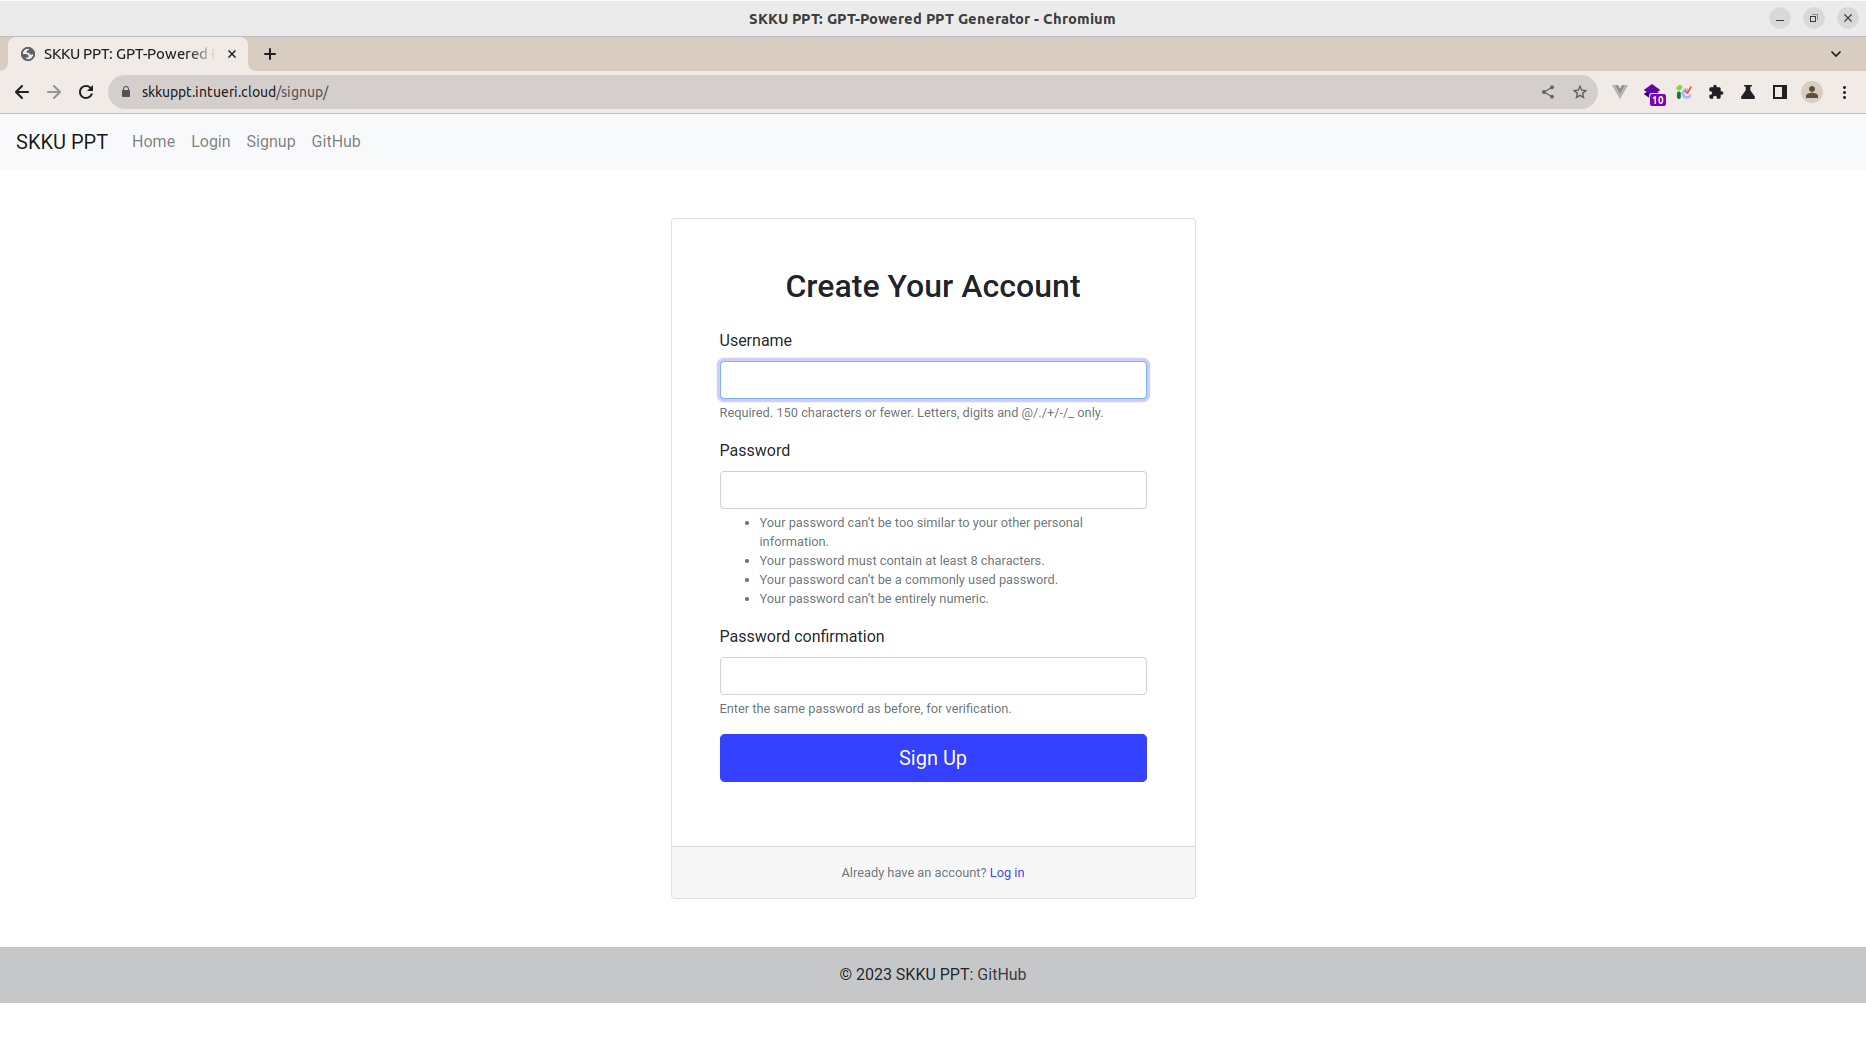 SKKU PPT: GPT-Powered PPT Generator - Chromium
SKKU PPT: GPT-Powered
skkuppt.intueri.cloud/signup/
10
SKKU PPT Home Login Signup GitHub
Create Your Account
Username
Required. 150 characters or fewer. Letters, digits and @/./+/-/_ only.
Password
Your password can't be too similar to your other personal
information.
Your password must contain at least 8 characters.
Your password can't be a commonly used password.
Your password can't be entirely numeric.
Password confirmation
Enter the same password as before, for verification.
Sign Up
Already have an account? Log in
© 2023 SKKU PPT: GitHub